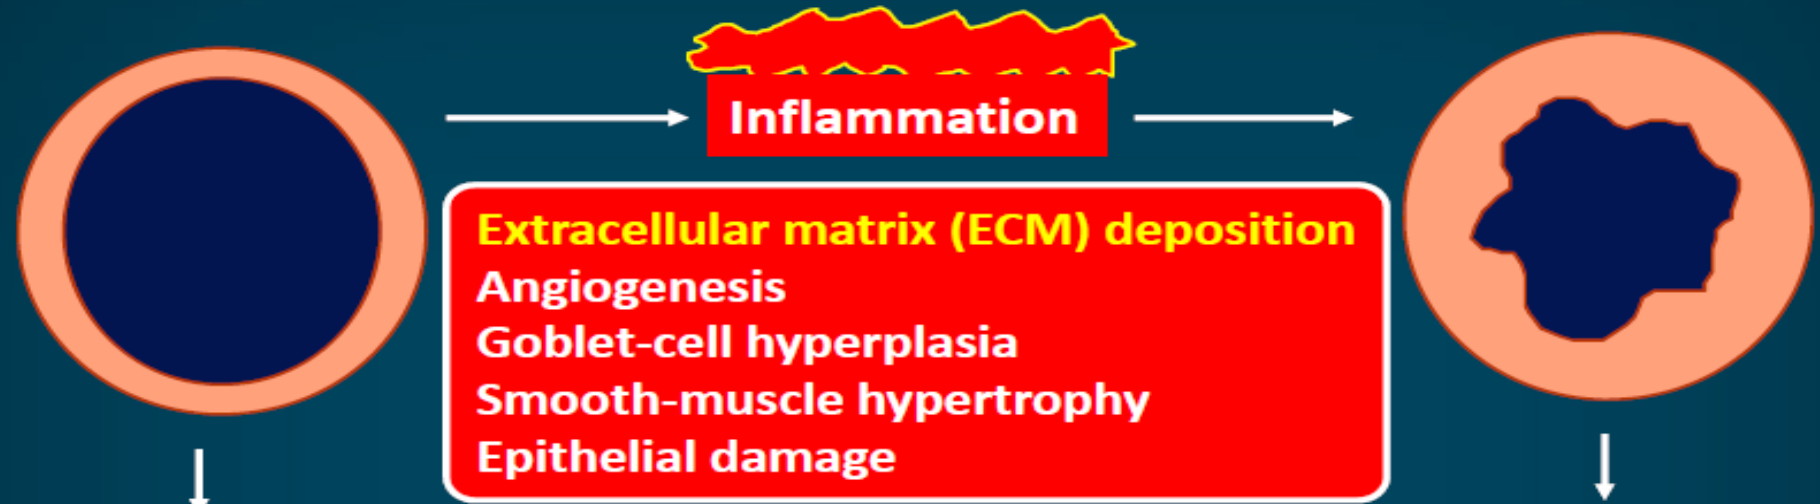 Inflammation
Extracellular matrix (ECM) deposition
Angiogenesis
Goblet-cell hyperplasia
Smooth-muscle hypertrophy
Epithelial damage